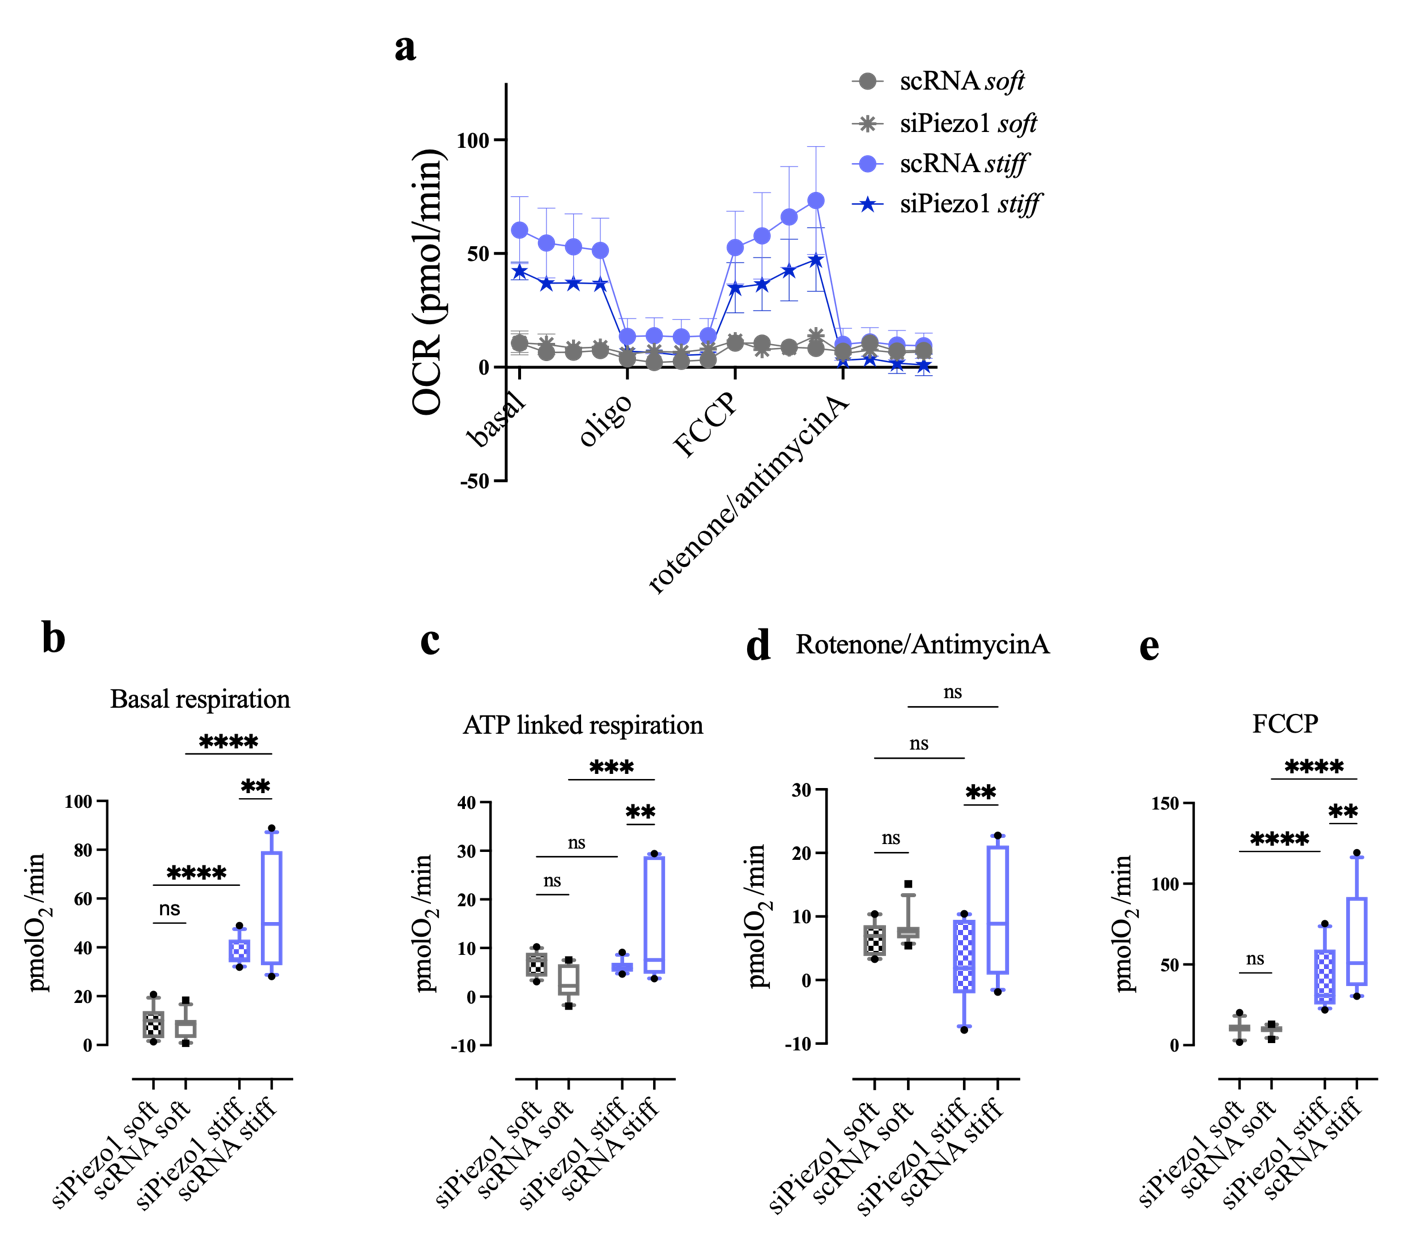 a
scRNA soft
siPiezo1 soft
scRNA stiff
siPiezo1 stiff
OCR (pmol/min)
100
50
0
-50
basal
oligo
FCCP
rotenone/antimycinA
b
Basal respiration
****
**
****
ns
pmolO2 /min
100
80
60
40
20
0
siPiezo1 soft
scRNA soft
siPiezo1 stiff
scRNA stiff
c
ATP linked respiration
***
**
ns
ns
pmolO2 /min
40
30
20
10
0
-10
siPiezo1 soft
scRNA soft
siPiezo1 stiff
scRNA stiff
d
Rotenone/AntimycinA
ns
ns
**
ns
pmolO2 /min
30
20
10
0
-10
siPiezo1 soft
scRNA soft
siPiezo1 stiff
scRNA stiff
e
FCCP
****
**
****
ns
pmolO2 /min
150
100
50
0
siPiezo1 soft
scRNA soft
siPiezo1 stiff
scRNA stiff